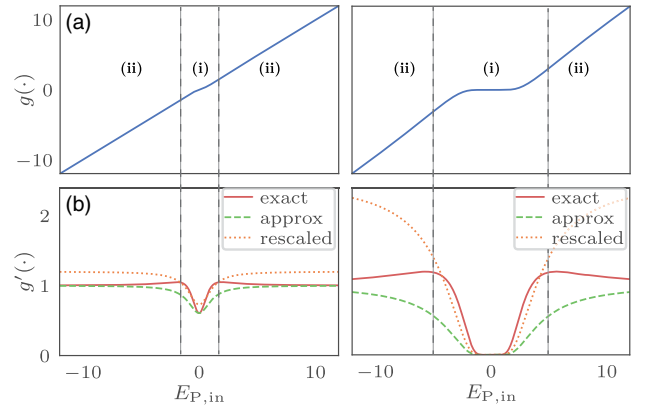 (a)
(ii) (i) (ii)
(ii) (i) (ii)
10
0
−10
g(·)
(b)
exact
approx
rescaled
exact
approx
rescaled
2
1
0
g′(·)
−10 0 10
−10 0 10
E_P,in
E_P,in